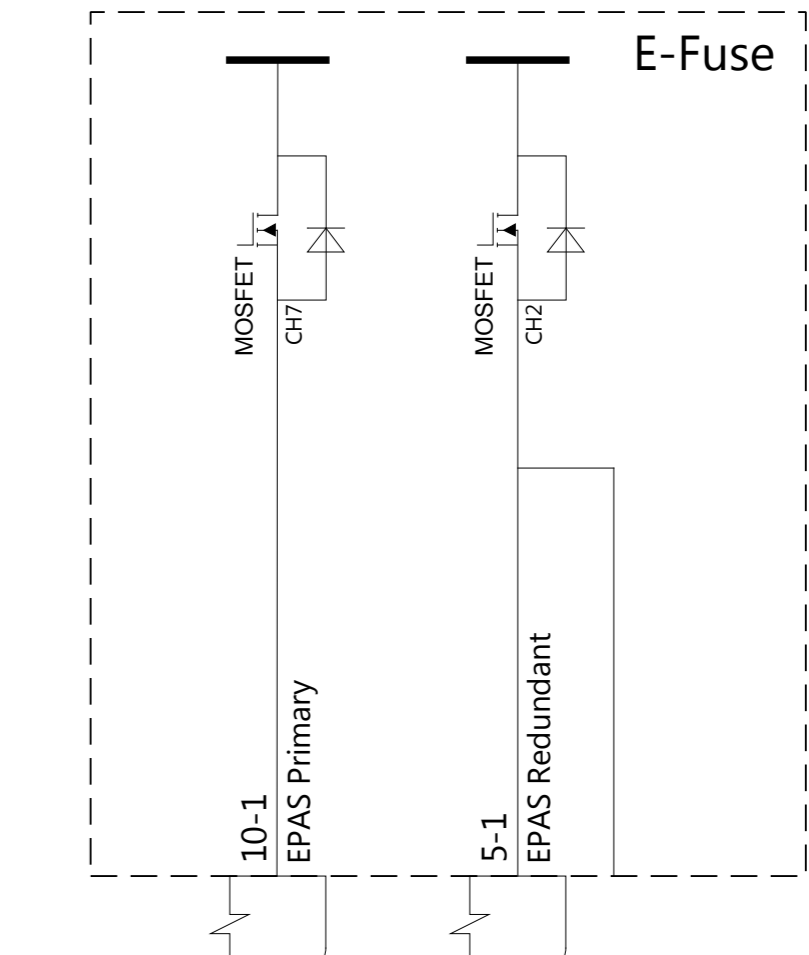 E-Fuse
MOSFET
CH7
MOSFET
CH2
10-1
EPAS Primary
5-1
EPAS Redundant